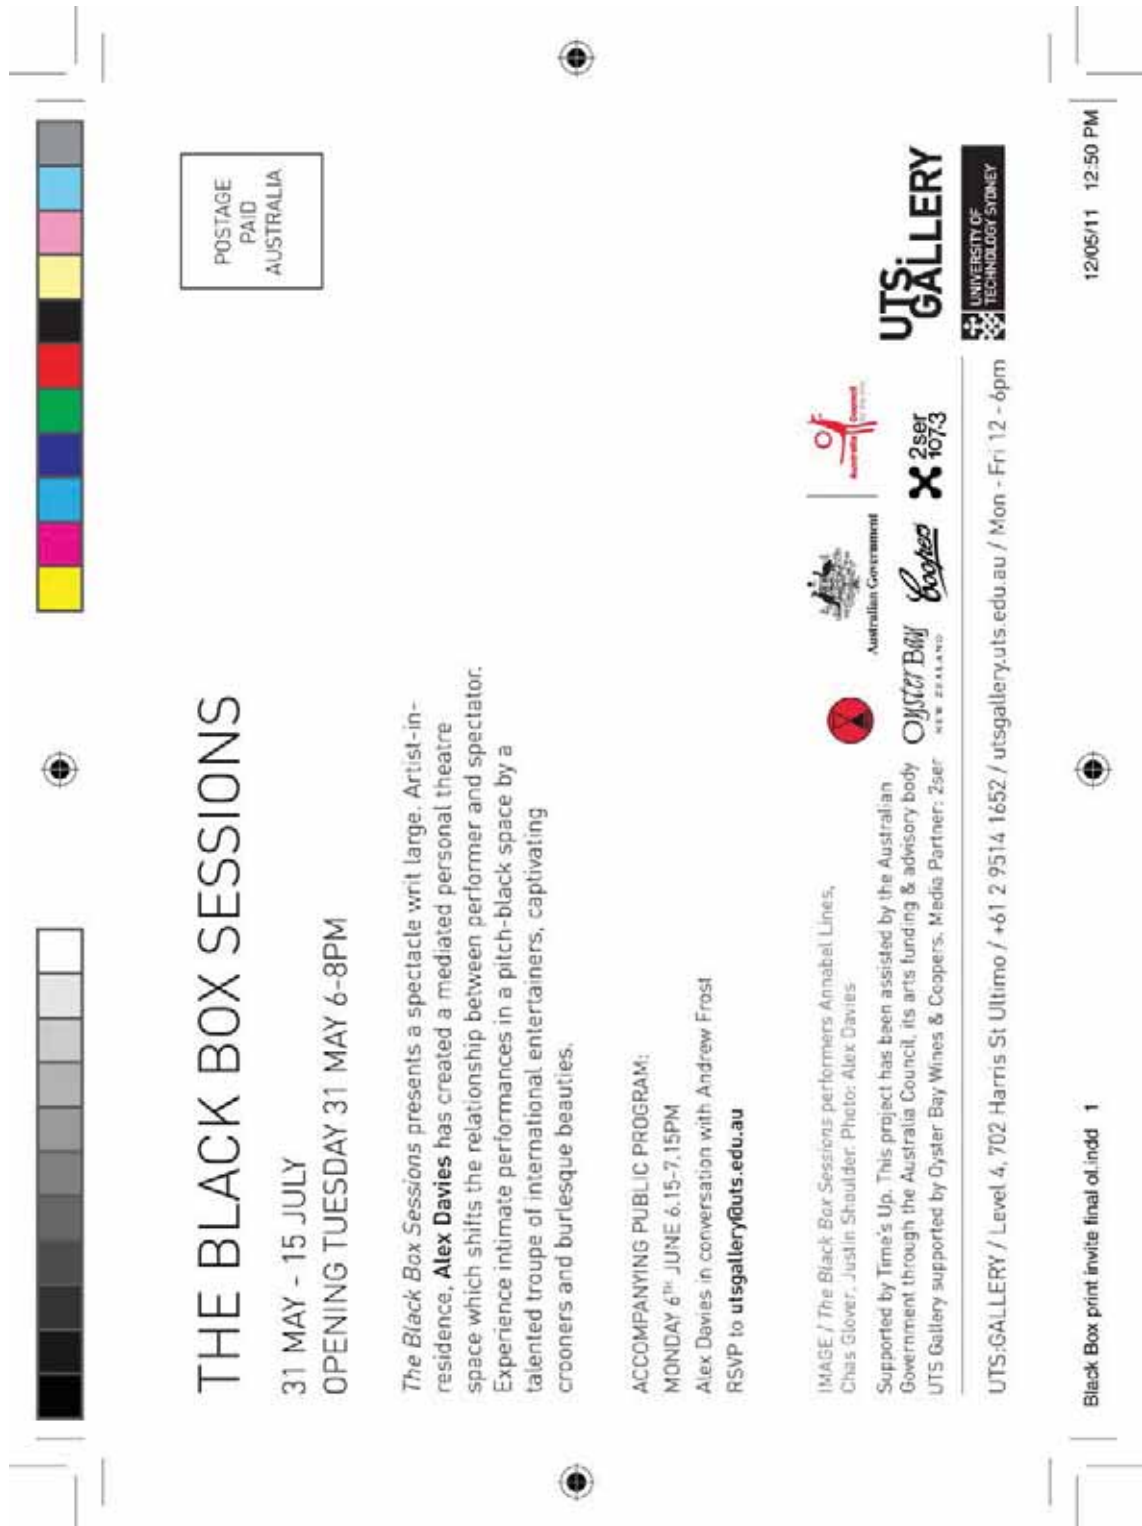 POSTAGE
PAID
AUSTRALIA
THE BLACK BOX SESSIONS
31 MAY - 15 JULY
OPENING TUESDAY 31 MAY 6-8PM
The Black Box Sessions presents a spectacle writ large. Artist-in-
residence, Alex Davies has created a mediated personal theatre
space which shifts the relationship between performer and spectator.
Experience intimate performances in a pitch-black space by a
talented troupe of international entertainers, captivating
crooners and burlesque beauties.
ACCOMPANYING PUBLIC PROGRAM:
MONDAY 6TH JUNE 6.15-7.15PM
Alex Davies in conversation with Andrew Frost
RSVP to utsgallery@uts.edu.au
IMAGE / The Black Box Sessions performers Annabel Lines,
Chas Glover, Justin Shoulder. Photo: Alex Davies
Supported by Time's Up. This project has been assisted by the Australian
Government through the Australia Council, its arts funding & advisory body
UTS Gallery supported by Oyster Bay Wines & Coopers. Media Partner: 2ser
Australian Government
Australia Council
Oyster Bay
NEW ZEALAND
Coopers
2ser
107.3
UTS:
GALLERY
UNIVERSITY OF
TECHNOLOGY SYDNEY
UTS:GALLERY / Level 4, 702 Harris St Ultimo / +61 2 9514 1652 / utsgallery.uts.edu.au / Mon - Fri 12 - 6pm
Black Box print invite final ol.indd 1
12/05/11 12:50 PM